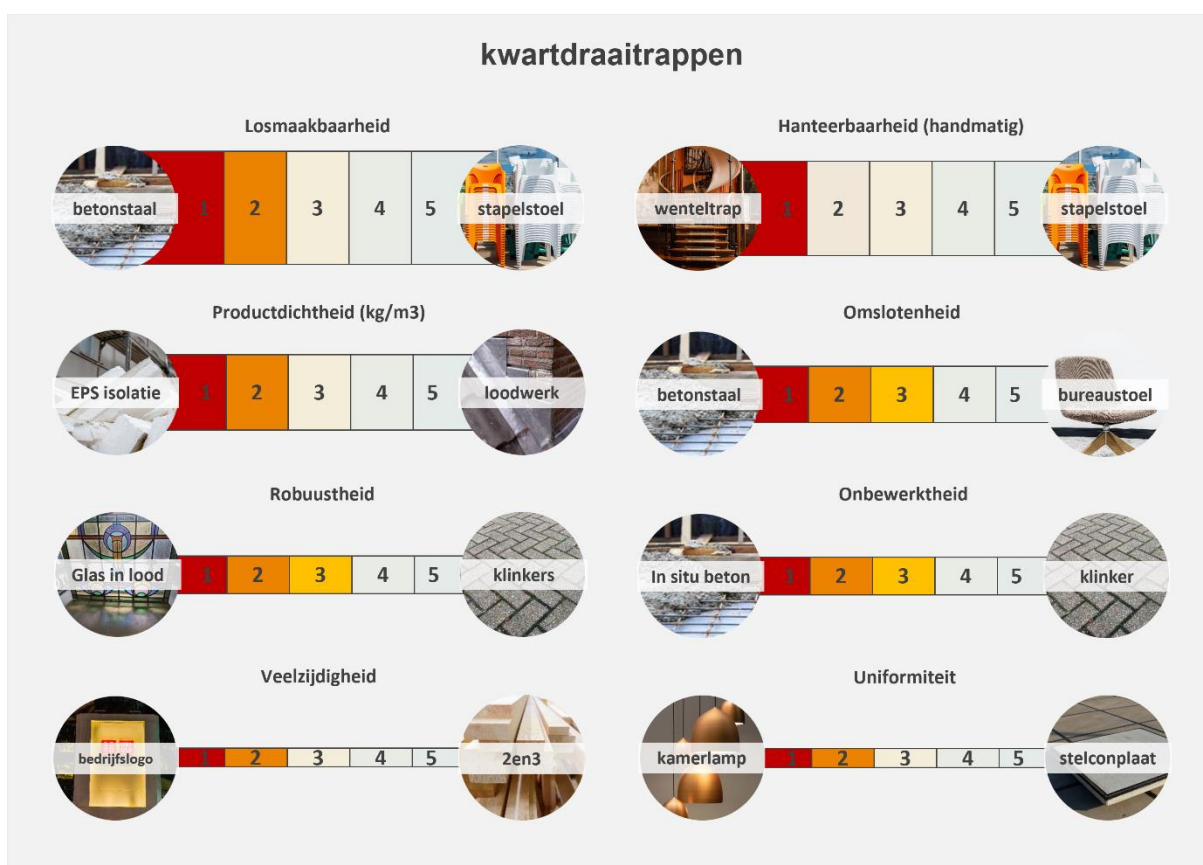 kwartdraaitrappen
Losmaakbaarheid
betonstaal 1 2 3 4 5 stapelstoel
Hanteerbaarheid (handmatig)
wenteltrap 1 2 3 4 5 stapelstoel
Productdichtheid (kg/m3)
EPS isolatie 1 2 3 4 5 loodwerk
Omslotenheid
betonstaal 1 2 3 4 5 bureaustoel
Robuustheid
Glas in lood 1 2 3 4 5 klinkers
Onbewerktheid
In situ beton 1 2 3 4 5 klinker
Veelzijdigheid
bedrijfslogo 1 2 3 4 5 2en3
Uniformiteit
kamerlamp 1 2 3 4 5 stelconplaat